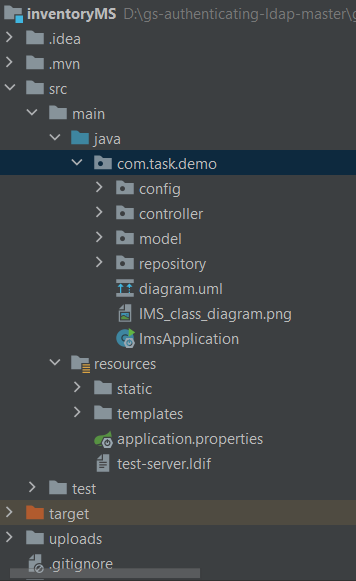 inventoryMS D:\gs-authenticating-ldap-master\g
.idea
.mvn
src
main
java
com.task.demo
config
controller
model
repository
diagram.uml
IMS_class_diagram.png
ImsApplication
resources
static
templates
application.properties
test-server.ldif
test
target
uploads
.gitignore